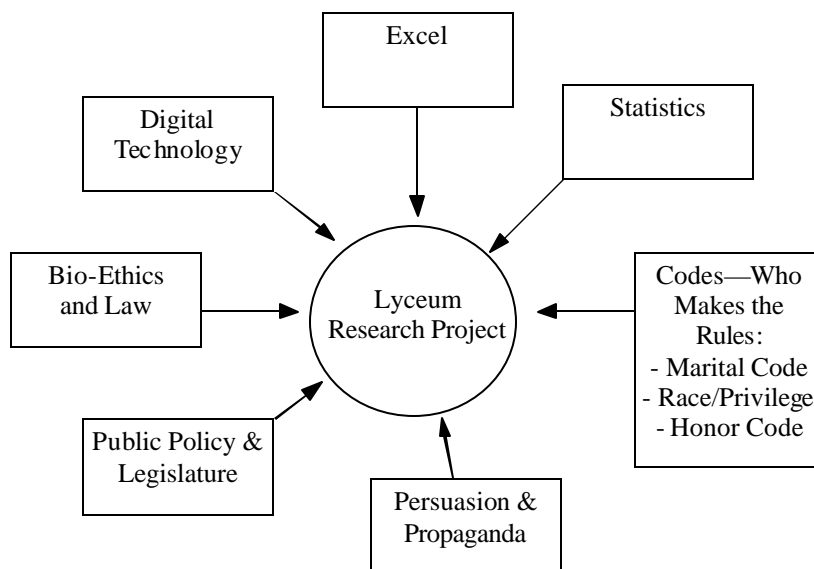 Excel
Statistics
Digital
Technology
Bio-Ethics
and Law
Lyceum
Research Project
Codes—Who
Makes the
Rules:
- Marital Code
- Race/Privilege
- Honor Code
Public Policy &
Legislature
Persuasion &
Propaganda